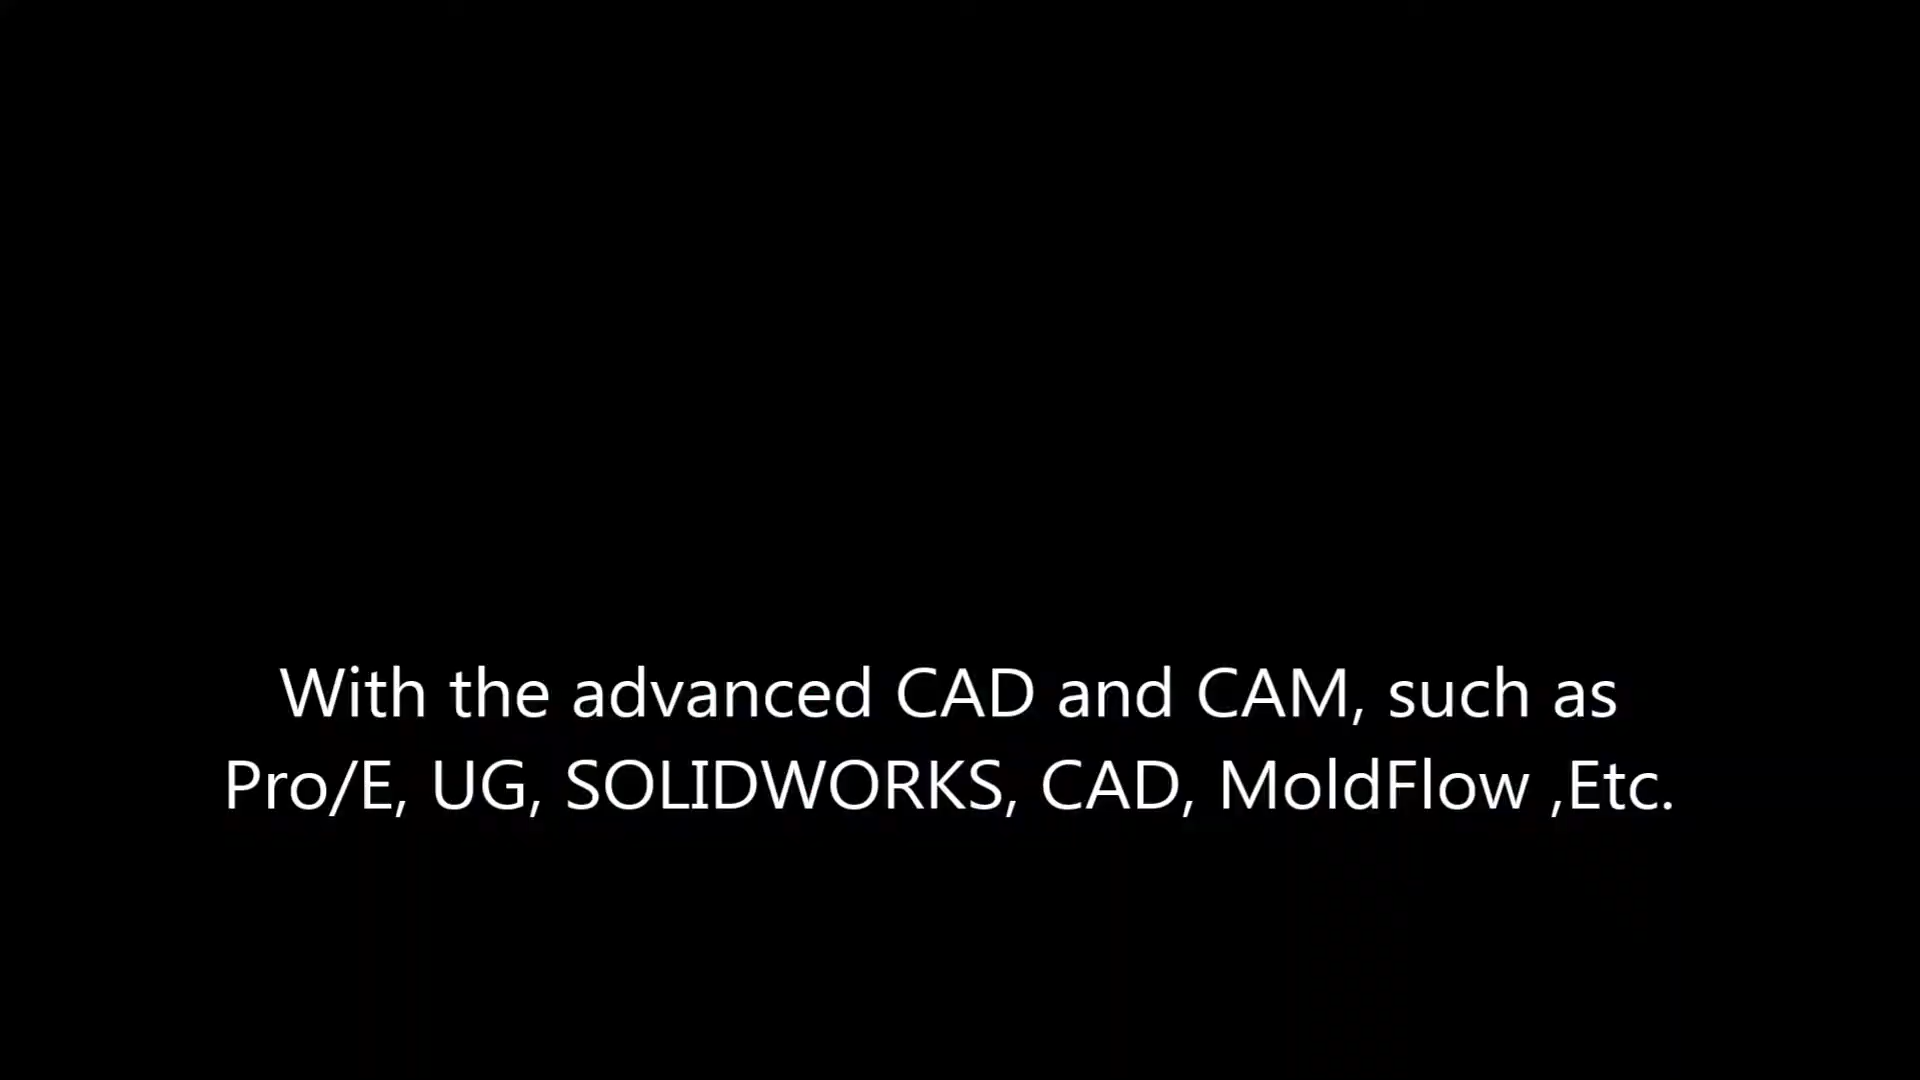 With the advanced CAD and CAM, such as
Pro/E, UG, SOLIDWORKS, CAD, MoldFlow ,Etc.